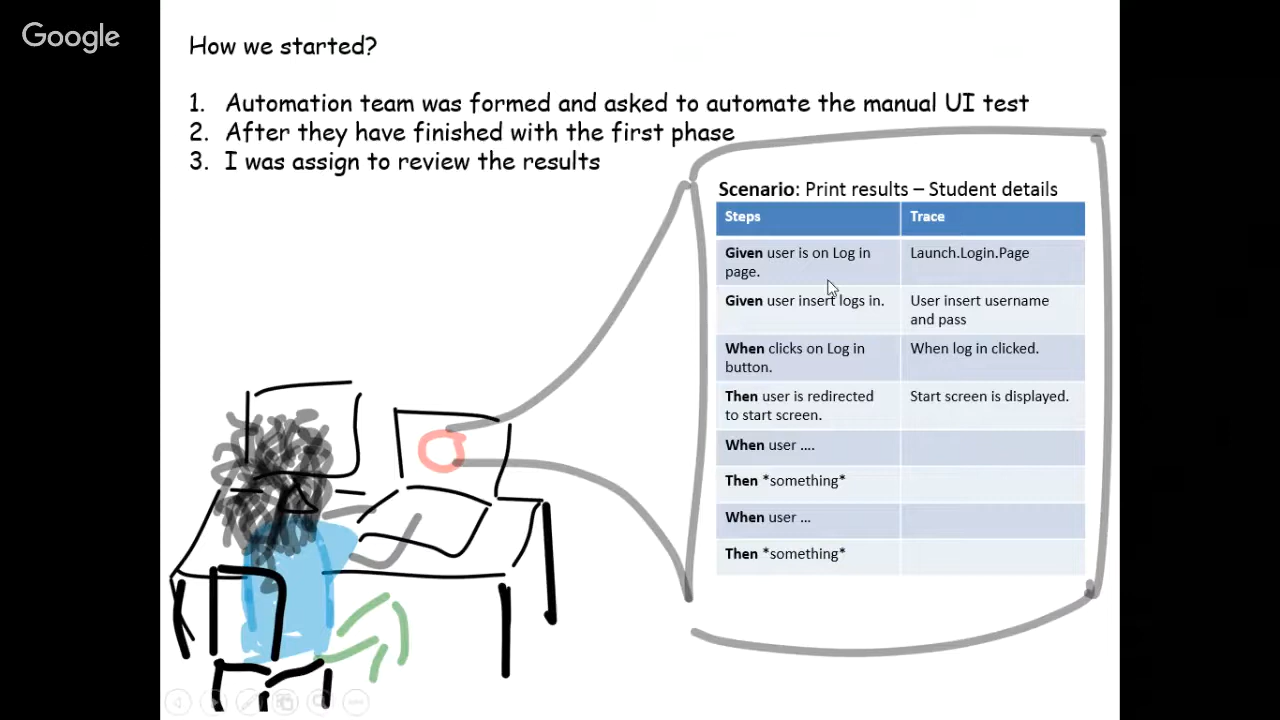 Google
How we started?
1. Automation team was formed and asked to automate the manual UI test
2. After they have finished with the first phase
3. I was assign to review the results
Scenario: Print results – Student details
Steps
Trace
Given user is on Log in
page.
Launch.Login.Page
Given user insert logs in.
User insert username
and pass
When clicks on Log in
button.
When log in clicked.
Then user is redirected
to start screen.
Start screen is displayed.
When user ....
Then *something*
When user ...
Then *something*